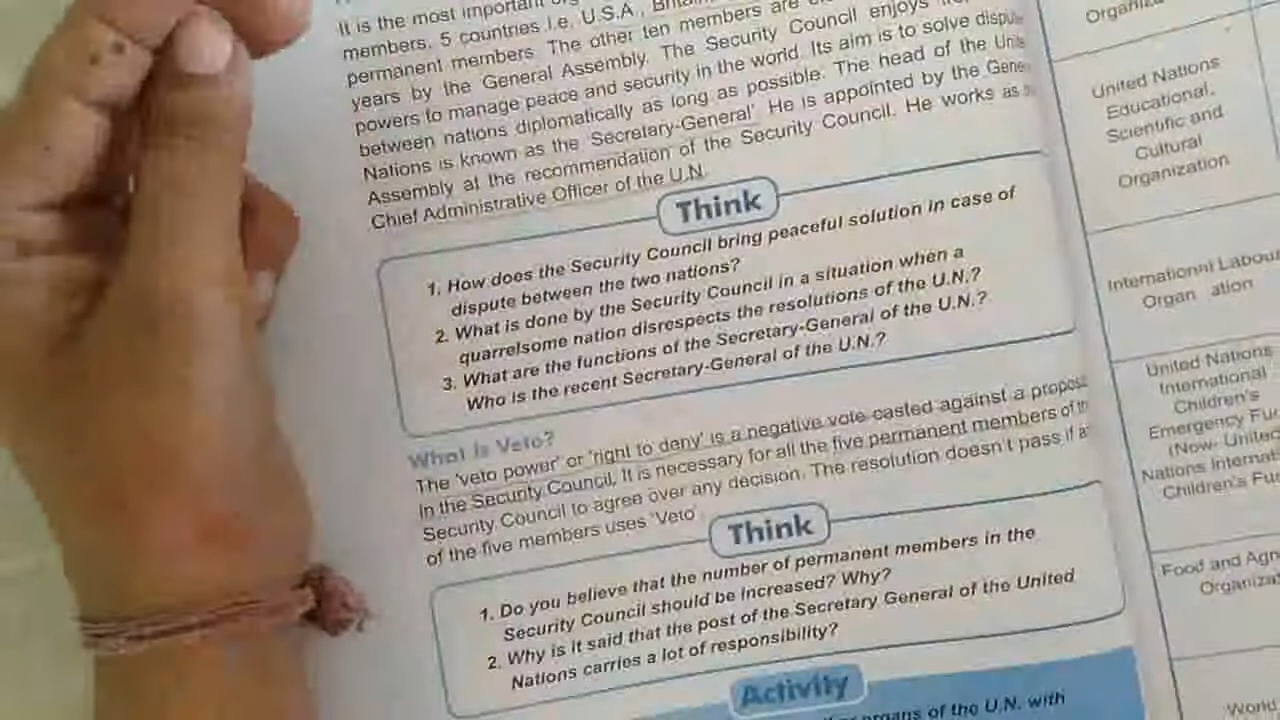 It is the most important
members. 5 countries i.e. U.S.A.,
permanent members. The other ten members are
years by the General Assembly. The Security Council enjoys
powers to manage peace and security in the world. Its aim is to solve
between nations diplomatically as long as possible. The head of the
Nations is known as the 'Secretary-General'. He is appointed by the
Assembly at the recommendation of the Security Council. He works as
Chief Administrative Officer of the U.N.
Think
1. How does the Security Council bring peaceful solution in case of
dispute between the two nations?
2. What is done by the Security Council in a situation when a
quarrelsome nation disrespects the resolutions of the U.N.?
3. What are the functions of the Secretary-General of the U.N.?
Who is the recent Secretary-General of the U.N.?
What is Veto?
The 'veto power' or 'right to deny' is a negative vote casted against a
in the Security Council. It is necessary for all the five permanent members of
Security Council to agree over any decision. The resolution doesn't pass if
of the five members uses 'Veto'
Think
1. Do you believe that the number of permanent members in the
Security Council should be increased? Why?
2. Why is it said that the post of the Secretary General of the United
Nations carries a lot of responsibility?
Activity
organs of the U.N. with
United Nations
Educational,
Scientific and
Cultural
Organization
International
United Nations
International
Children's
Emergency
(Now- United
Nations
Children's
Food and
World